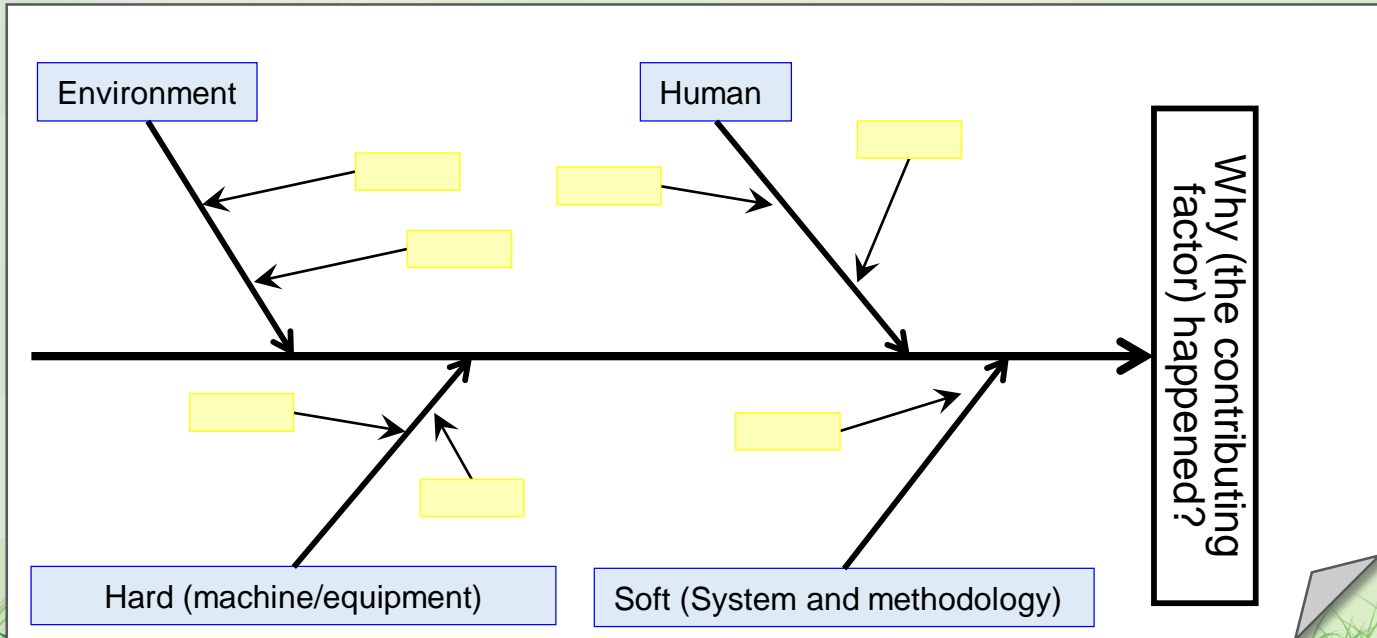 Environment
Human
Why (the contributing
factor) happened?
Hard (machine/equipment)
Soft (System and methodology)